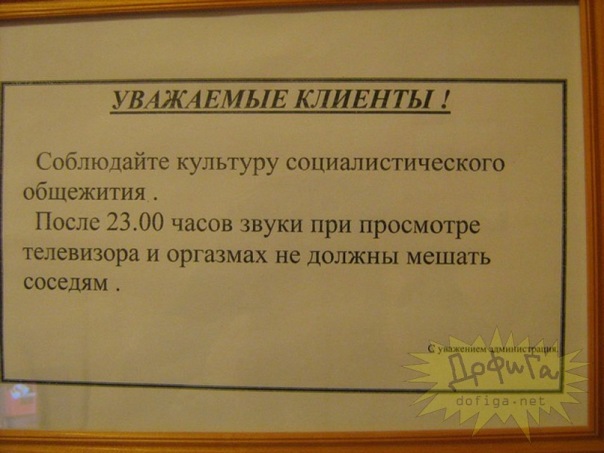 УВАЖАЕМЫЕ КЛИЕНТЫ !
Соблюдайте культуру социалистического
общежития .
После 23.00 часов звуки при просмотре
телевизора и оргазмах не должны мешать
соседям .
С уважением администрация.
ДоФиГа
dofiga.net